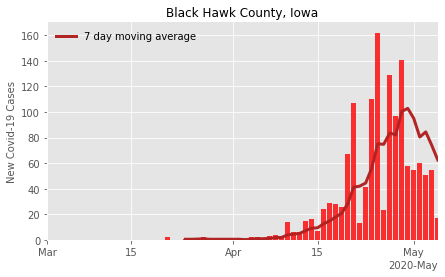 Black Hawk County, Iowa
7 day moving average
New Covid-19 Cases
160
140
120
100
80
60
40
20
0
Mar 15 Apr 15 May
2020-May